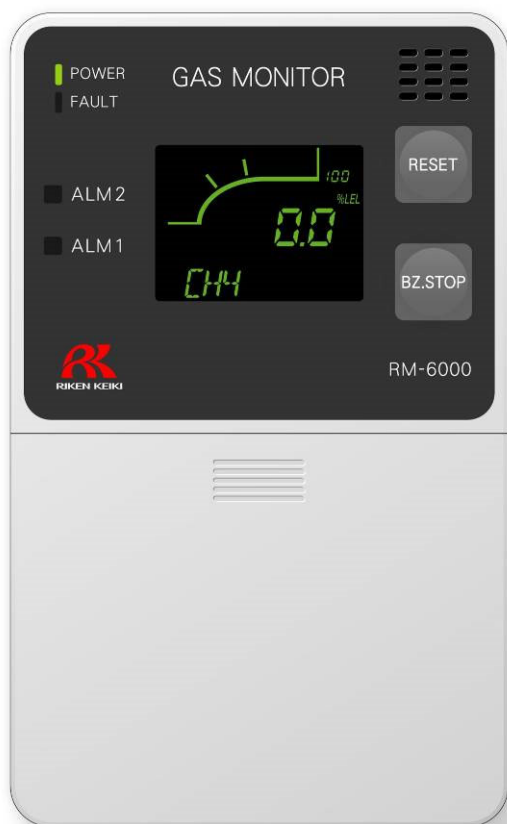 POWER
FAULT
GAS MONITOR
ALM2
ALM1
100
%LEL
0.0
CH4
RESET
BZ.STOP
RIKEN KEIKI
RM-6000